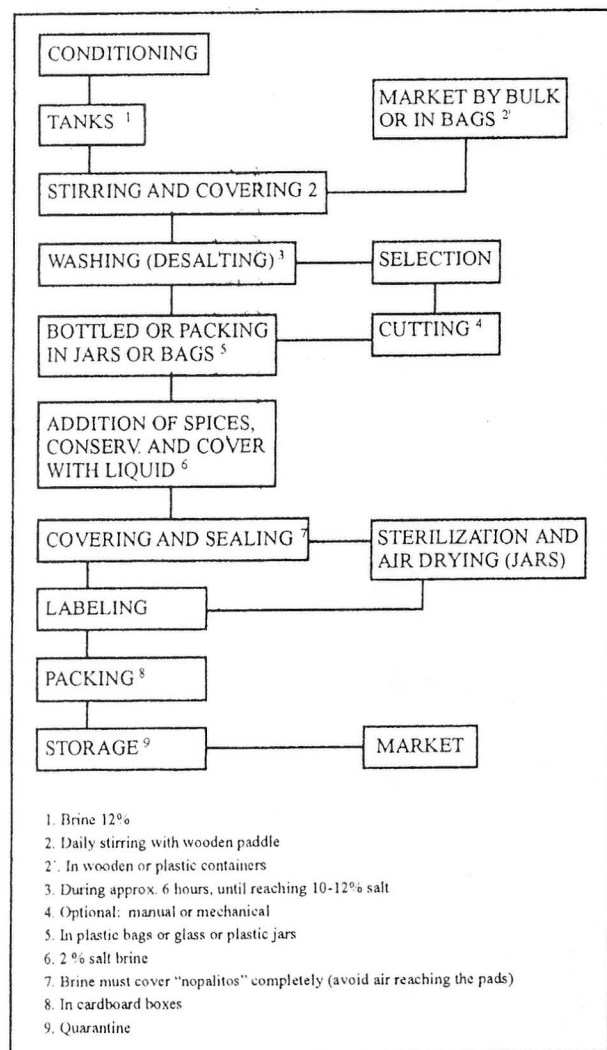 CONDITIONING
TANKS 1
MARKET BY BULK
OR IN BAGS 2'
STIRRING AND COVERING 2
WASHING (DESALTING) 3
SELECTION
BOTTLED OR PACKING
IN JARS OR BAGS 5
CUTTING 4
ADDITION OF SPICES,
CONSERV. AND COVER
WITH LIQUID 6
COVERING AND SEALING 7
STERILIZATION AND
AIR DRYING (JARS)
LABELING
PACKING 8
STORAGE 9
MARKET
1. Brine 12%
2. Daily stirring with wooden paddle
2'. In wooden or plastic containers
3. During approx. 6 hours, until reaching 10-12% salt
4. Optional: manual or mechanical
5. In plastic bags or glass or plastic jars
6. 2 % salt brine
7. Brine must cover “nopalitos” completely (avoid air reaching the pads)
8. In cardboard boxes
9. Quarantine